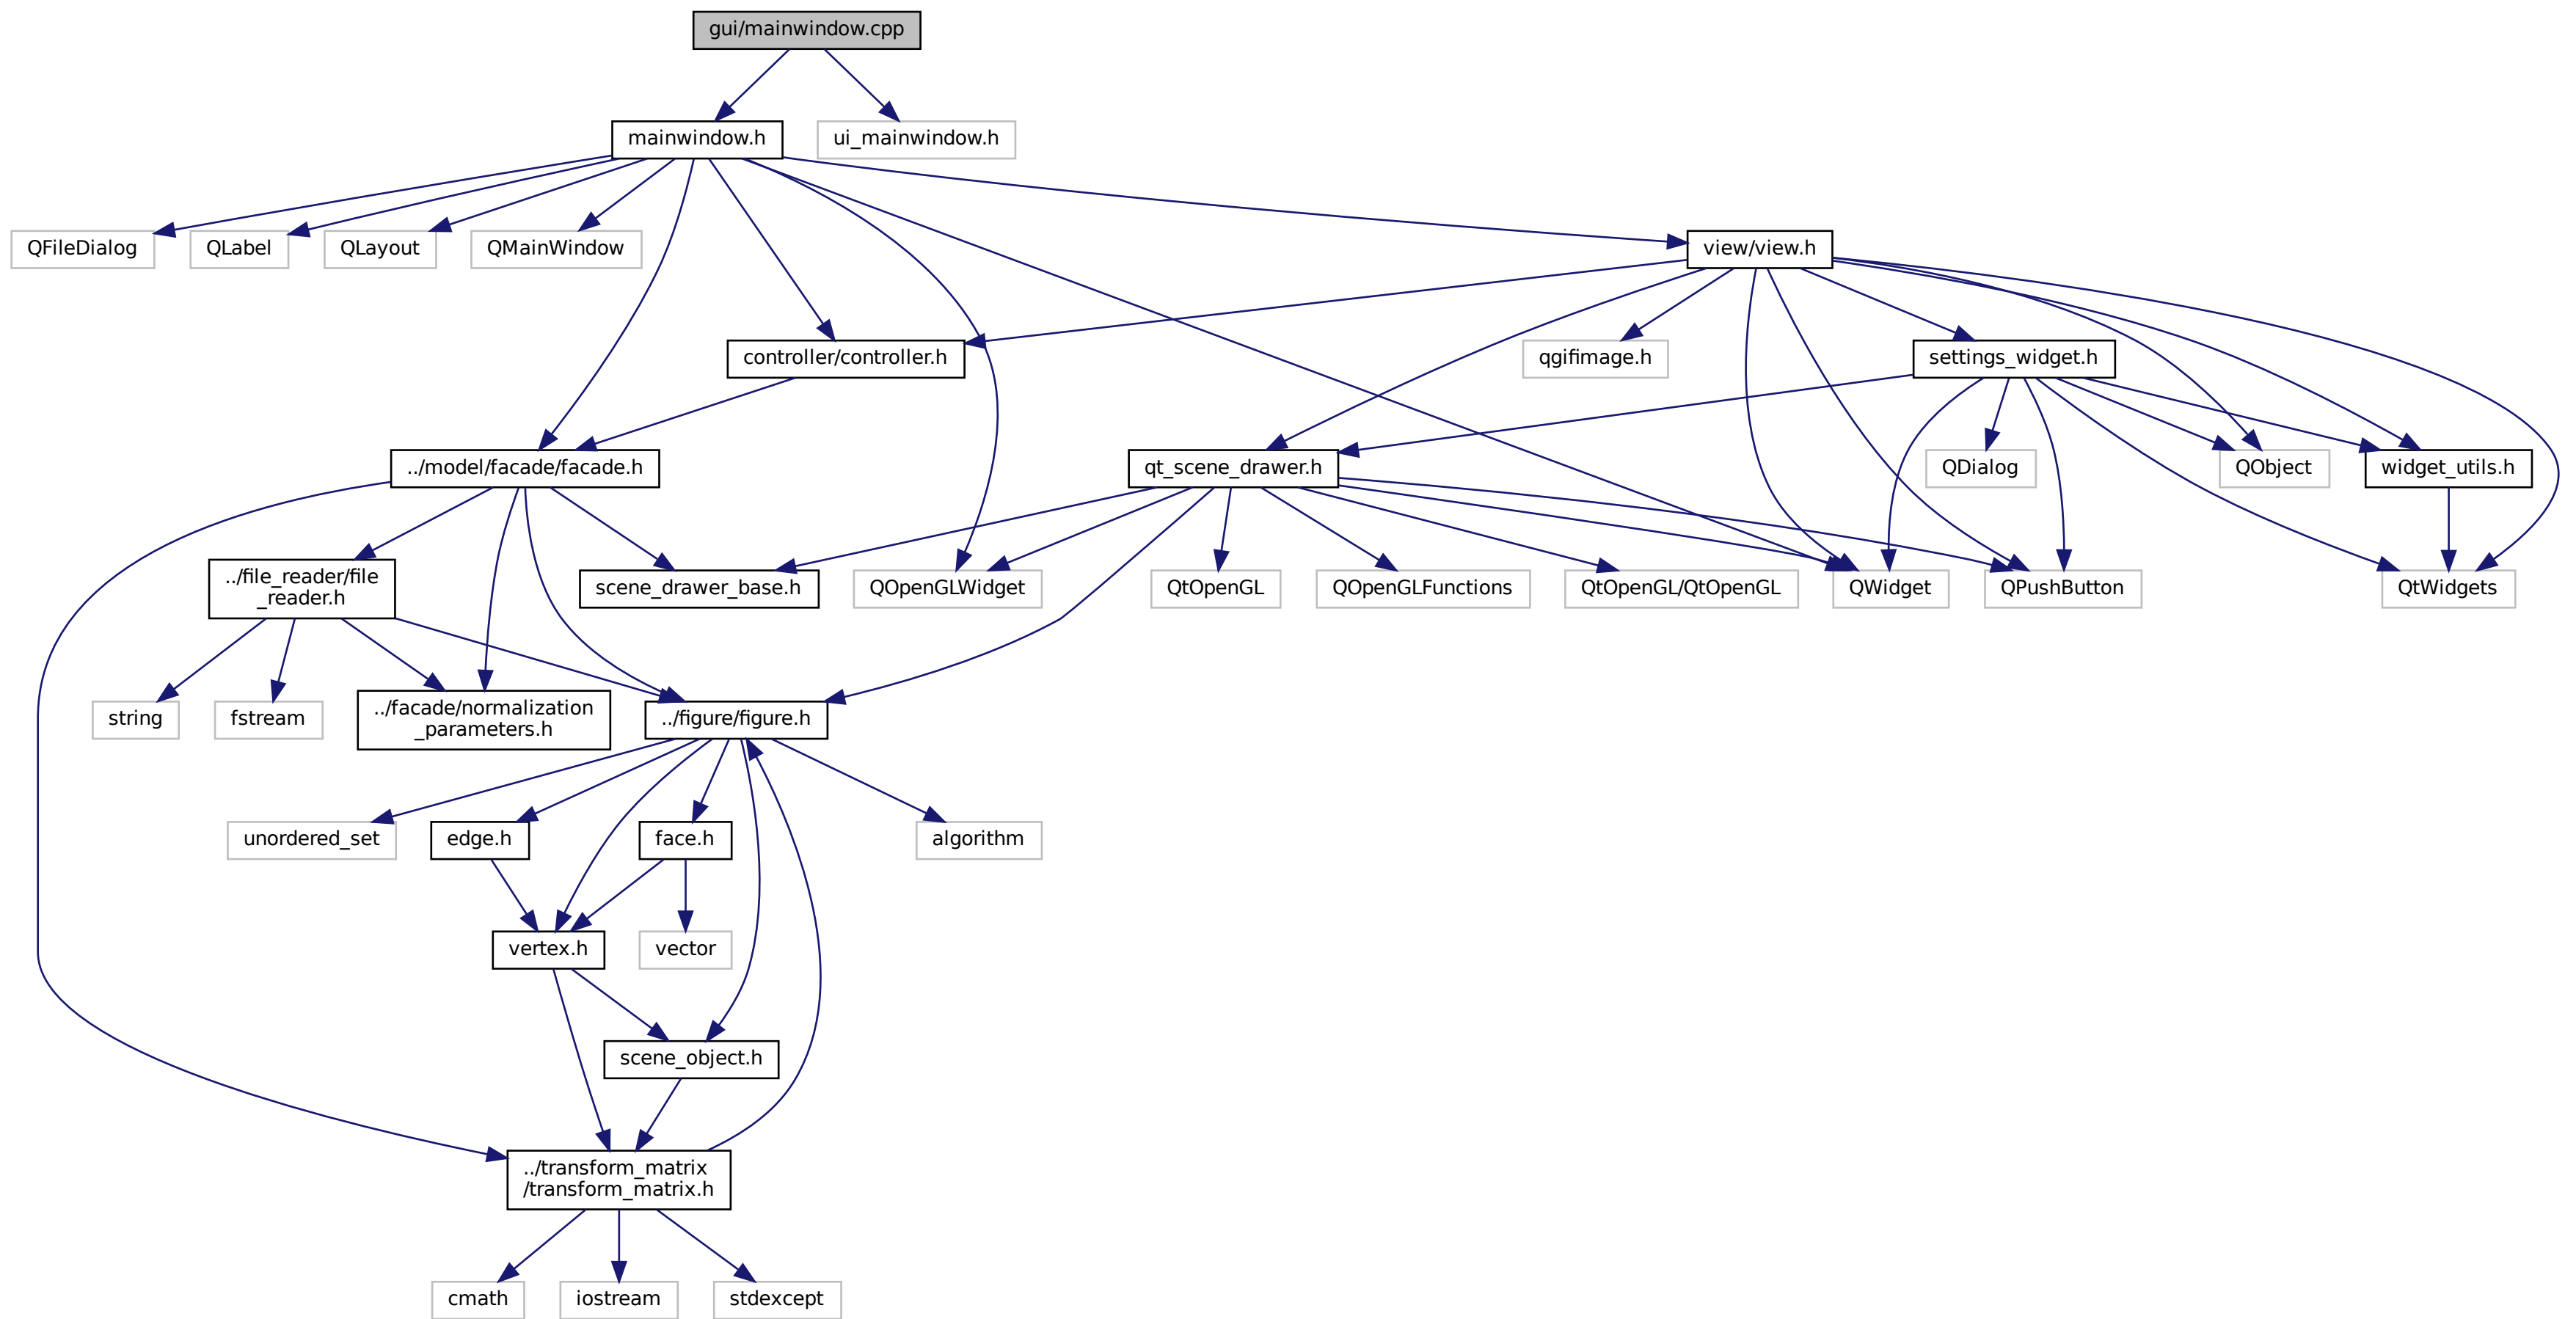 gui/mainwindow.cpp
mainwindow.h
ui_mainwindow.h
QFileDialog
QLabel
QLayout
QMainWindow
view/view.h
controller/controller.h
qgifimage.h
settings_widget.h
../model/facade/facade.h
qt_scene_drawer.h
QDialog
QObject
widget_utils.h
../file_reader/file
_reader.h
scene_drawer_base.h
QOpenGLWidget
QtOpenGL
QOpenGLFunctions
QtOpenGL/QtOpenGL
QWidget
QPushButton
QtWidgets
string
fstream
../facade/normalization
_parameters.h
../figure/figure.h
unordered_set
edge.h
face.h
algorithm
vertex.h
vector
scene_object.h
../transform_matrix
/transform_matrix.h
cmath
iostream
stdexcept